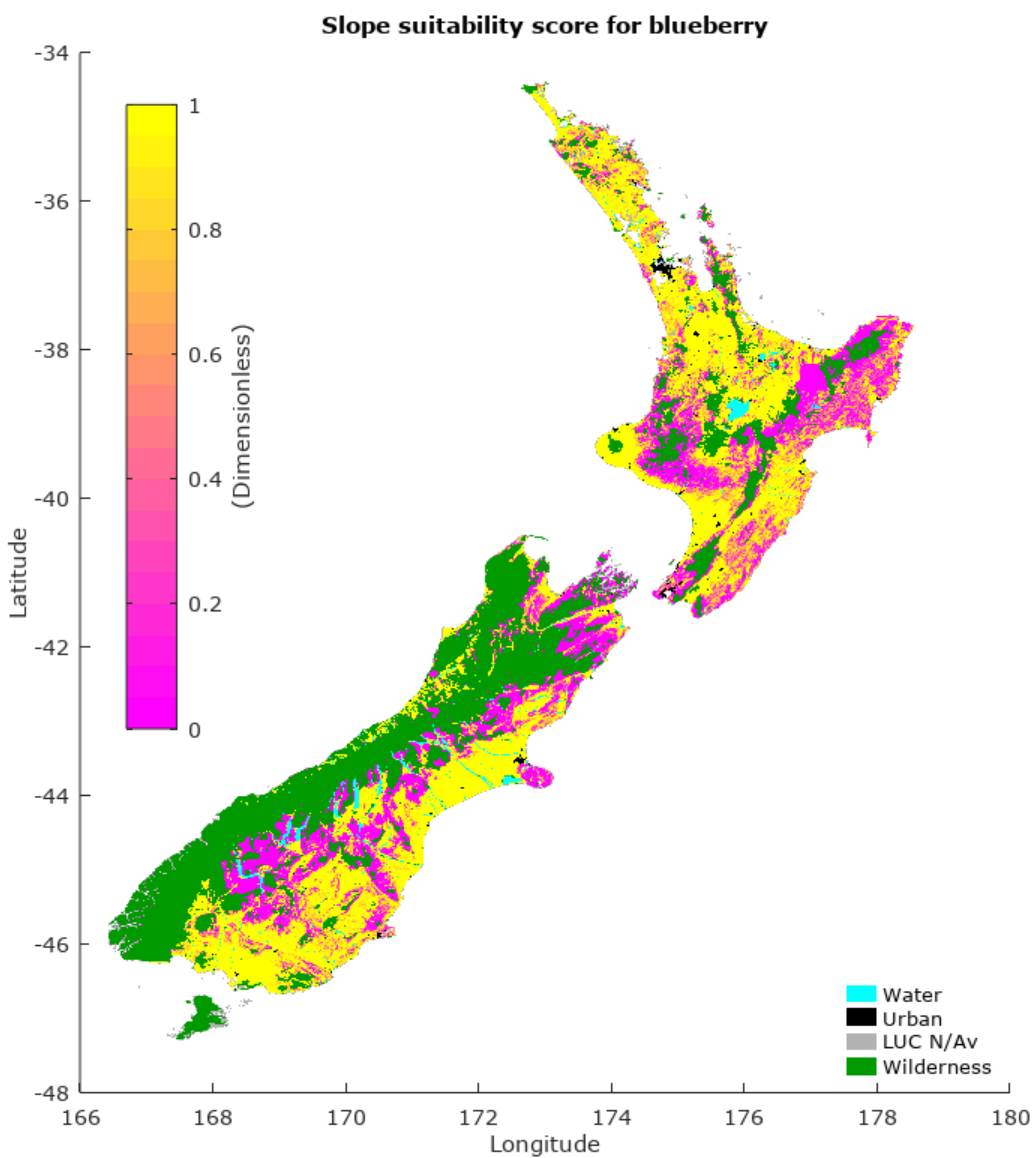 Slope suitability score for blueberry
-34
-36
-38
-40
-42
-44
-46
-48
Latitude
1
0.8
0.6
0.4
0.2
0
(Dimensionless)
Water
Urban
LUC N/Av
Wilderness
166
168
170
172
174
176
178
180
Longitude